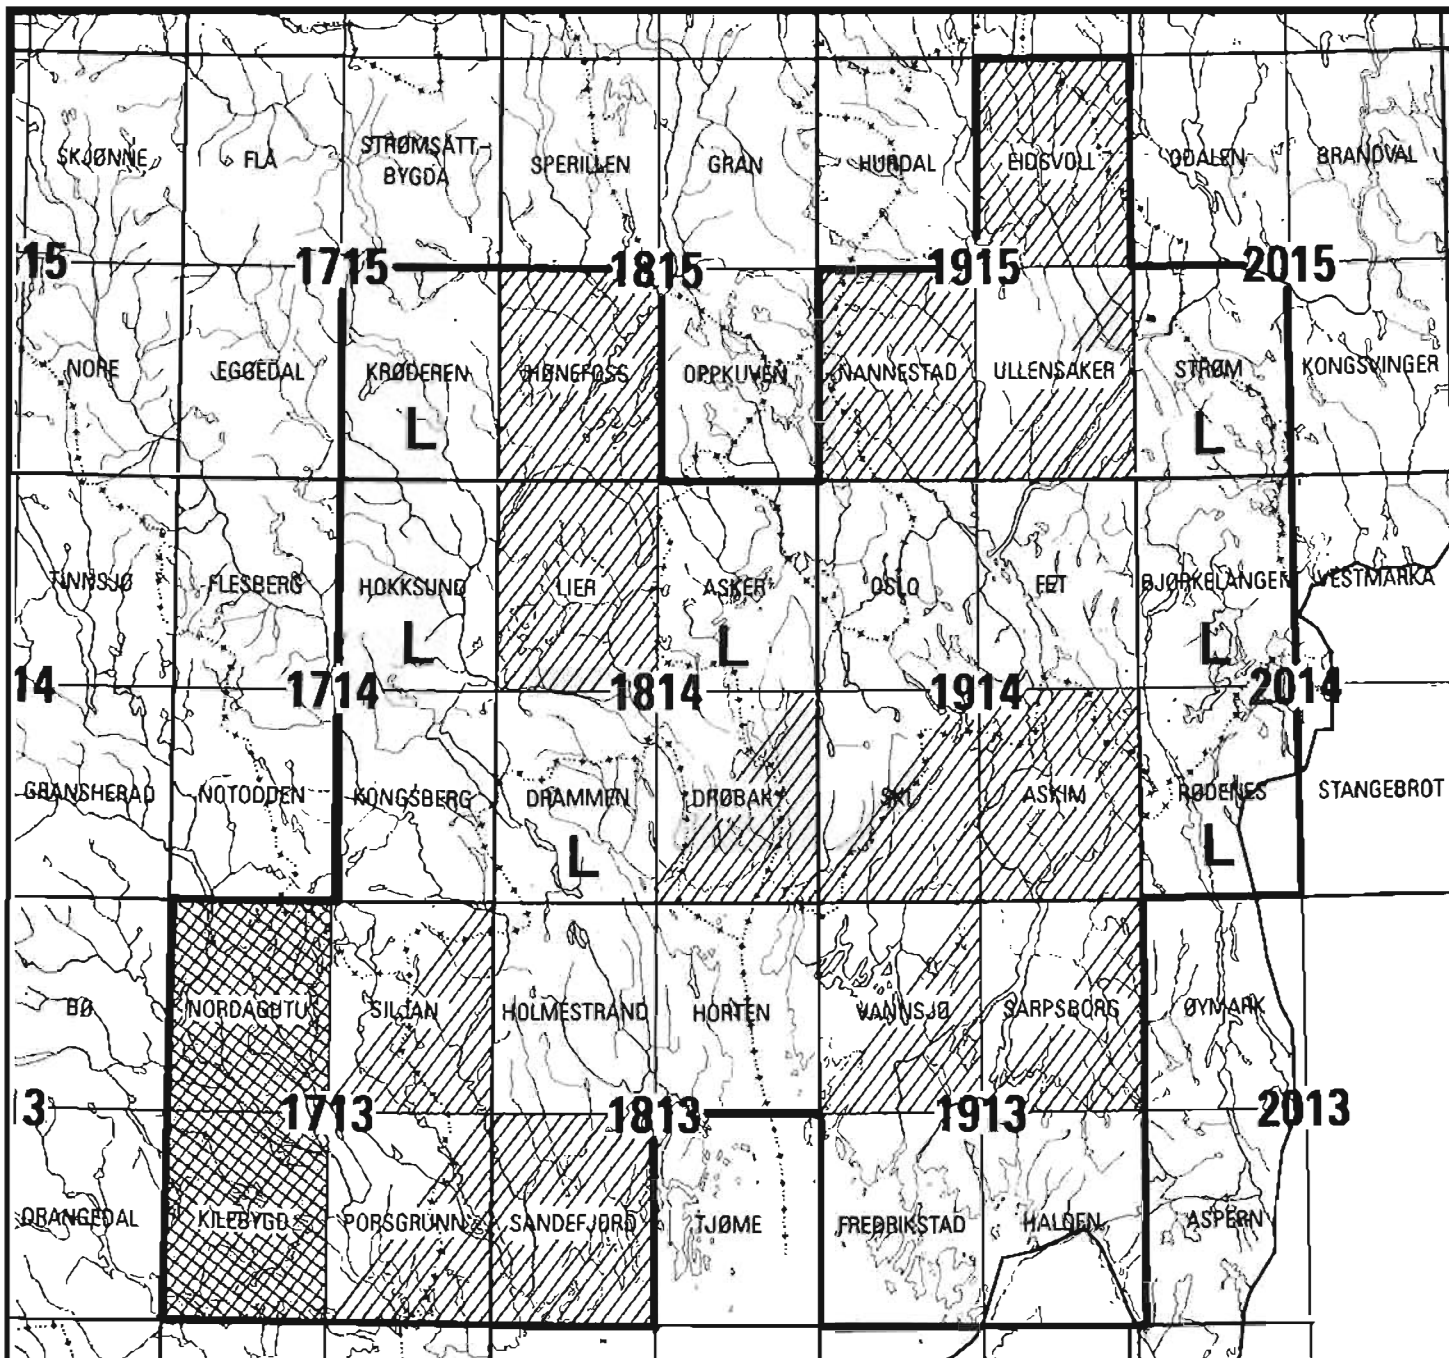 SKJØNNE
FLÅ
STRØMSÅTT-
BYGDA
SPERILLEN
GRAN
HURDAL
EIDSVOLL
ODALEN
BRANDVAL
15
1715
1815
1915
2015
NORE
EGGEDAL
KRØDEREN
HØNEFOSS
OPPKUVEN
NANNESTAD
ULLENSAKER
STRØM
KONGSVINGER
L
L
TINNSJØ
FLESBERG
HOKKSUND
LIER
ASKER
OSLO
FET
BJØRKELANGEN
VESTMARKA
L
L
L
14
1714
1814
1914
2014
GRANSHERAD
NOTODDEN
KONGSBERG
DRAMMEN
DRØBAK
SKI
ASKIM
RØDENES
STANGEBROT
L
L
BØ
NORDAGUTU
SILJAN
HOLMESTRAND
HORTEN
VANNSJØ
SARPSBORG
ØYMARK
3
1713
1813
1913
2013
DRANGEDAL
KILEBYGD
PORSGRUNN
SANDEFJORD
TJØME
FREDRIKSTAD
HALDEN
ASPERN